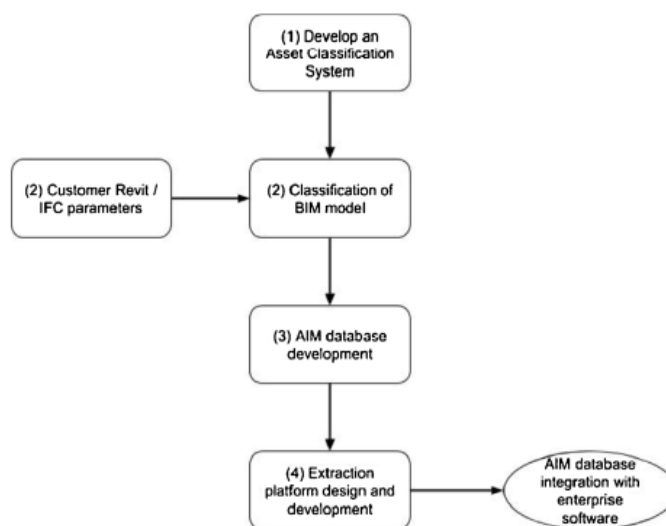 (1) Develop an
Asset Classification
System
(2) Customer Revit /
IFC parameters
(2) Classification of
BIM model
(3) AIM database
development
(4) Extraction
platform design and
development
AIM database
integration with
enterprise
software